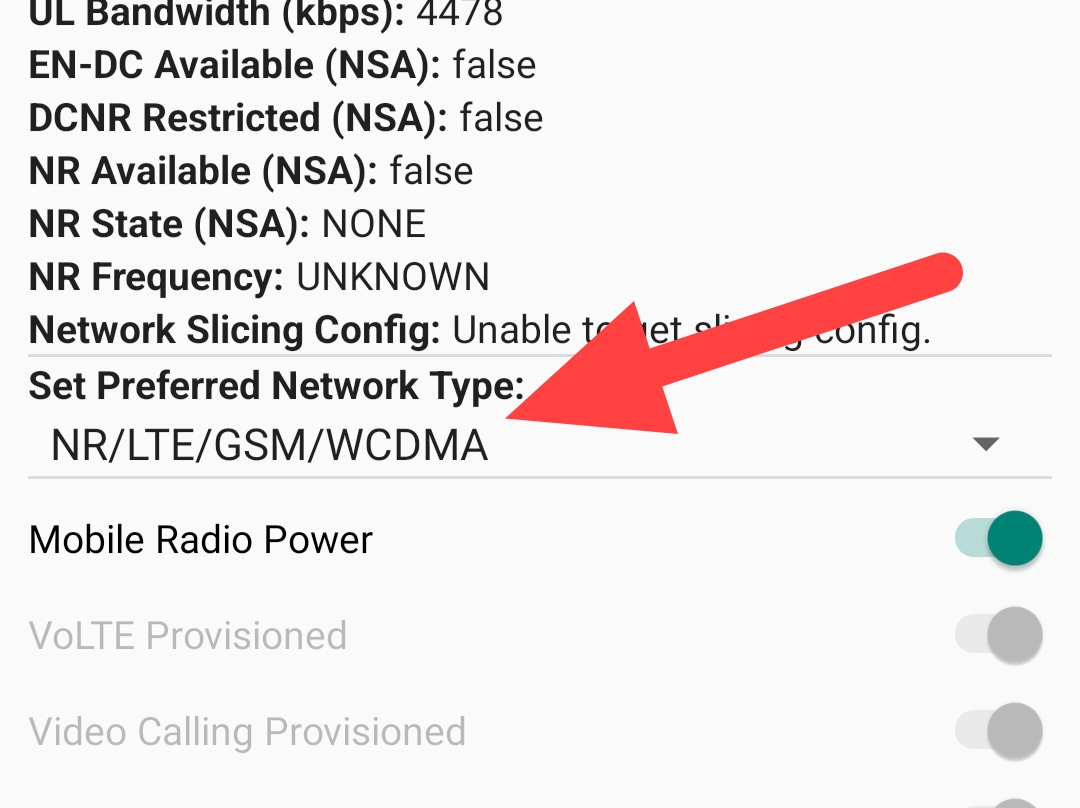 UL Bandwidth (kbps): 4478
EN-DC Available (NSA): false
DCNR Restricted (NSA): false
NR Available (NSA): false
NR State (NSA): NONE
NR Frequency: UNKNOWN
Network Slicing Config: Unable to get slicing config.
Set Preferred Network Type:
NR/LTE/GSM/WCDMA
Mobile Radio Power
VoLTE Provisioned
Video Calling Provisioned